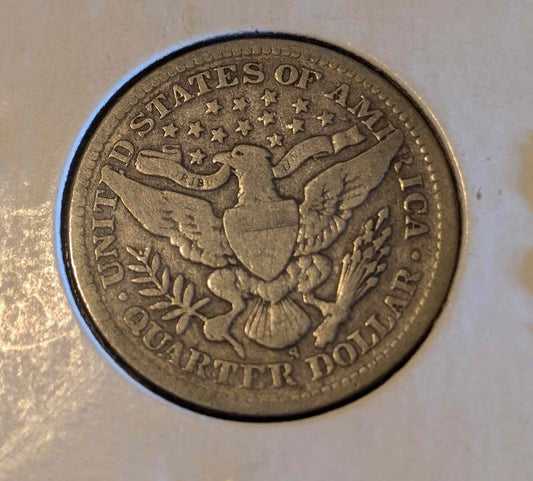 UNITED STATES OF AMERICA
S
· QUARTER DOLLAR ·